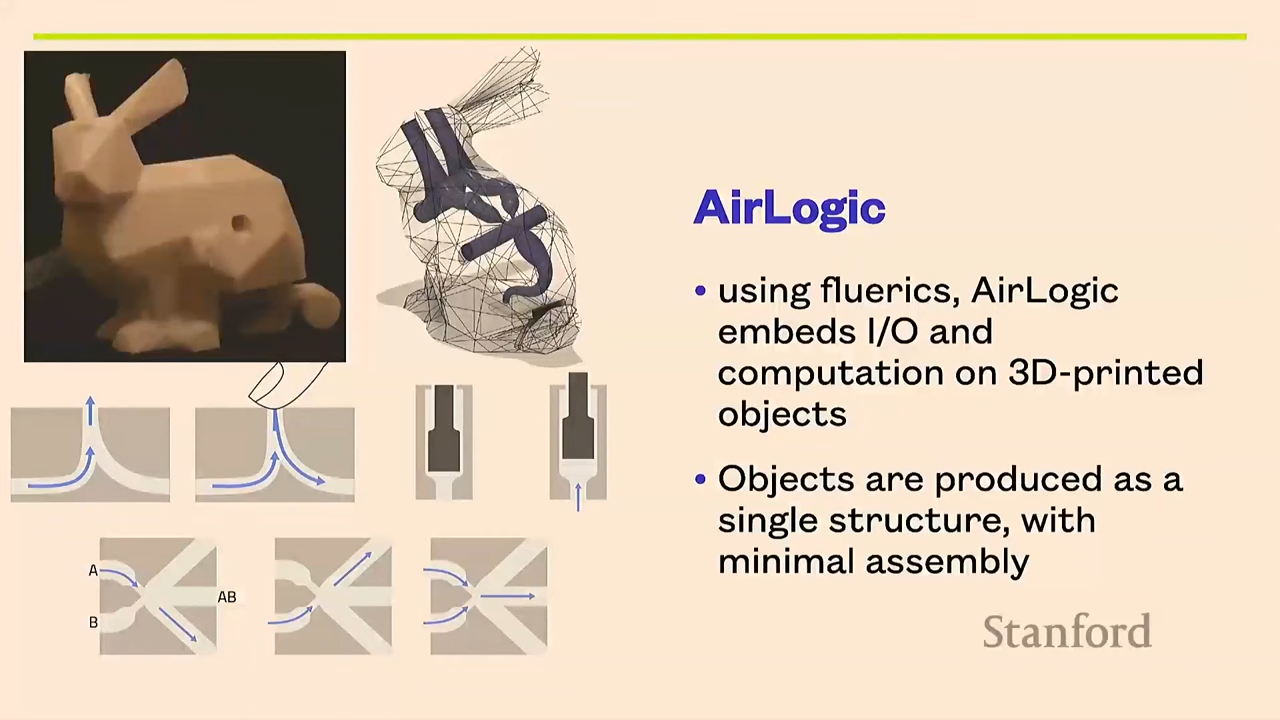 AirLogic
• using fluerics, AirLogic
embeds I/O and
computation on 3D-printed
objects
• Objects are produced as a
single structure, with
minimal assembly
A
B
AB
Stanford